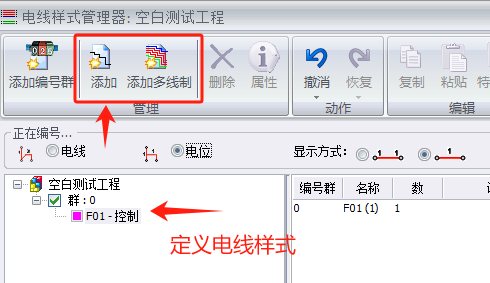 电线样式管理器: 空白测试工程
添加编号群 添加 添加多线制 删除 属性 撤消 恢复 复制 粘贴
管理 动作 编辑
正在编号...
电线 电位 显示方式:
空白测试工程
群 : 0
F01 - 控制
编号群 名称 数
0 F01 (1) 1
定义电线样式